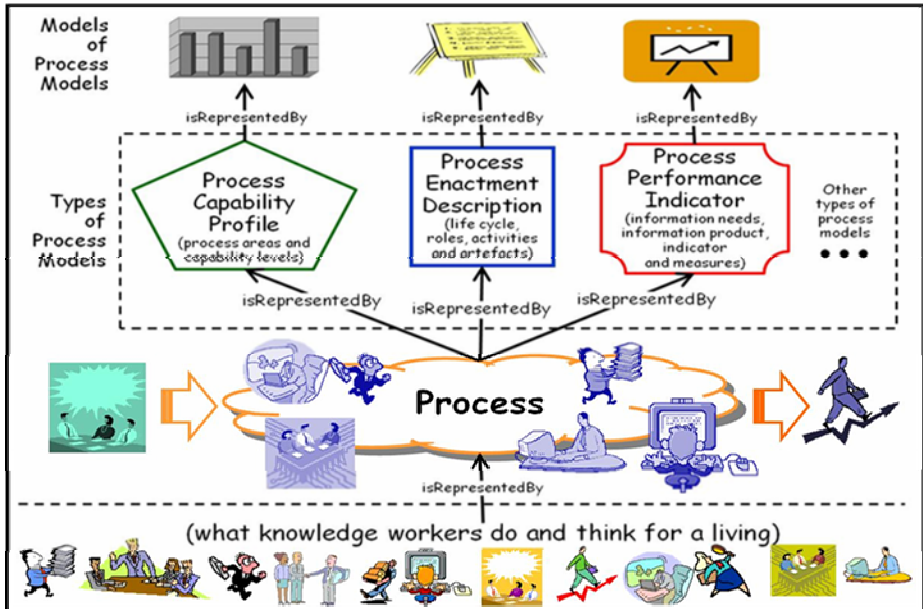 Models
of
Process
Models
isRepresentedBy
isRepresentedBy
isRepresentedBy
Types
of
Process
Models
Process
Capability
Profile
(process areas and
capability levels)
Process
Enactment
Description
(life cycle,
roles, activities
and artefacts)
Process
Performance
Indicator
(information needs,
information product,
indicator
and measures)
Other
types of
process
models
isRepresentedBy
isRepresentedBy
isRepresentedBy
Process
isRepresentedBy
(what knowledge workers do and think for a living)